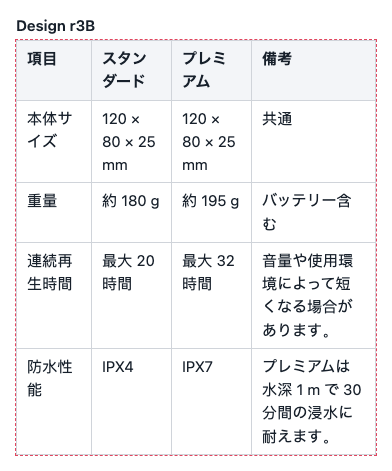 Design r3B
項目 スタン プレミ 備考
ダード アム
本体サ 120 × 120 × 共通
イズ 80 × 25 80 × 25
mm mm
重量 約 180 g 約 195 g バッテリー含
む
連続再 最大 20 最大 32 音量や使用環
生時間 時間 時間 境によって短
くなる場合が
あります。
防水性 IPX4 IPX7 プレミアムは
能 水深 1 m で 30
分間の浸水に
耐えます。